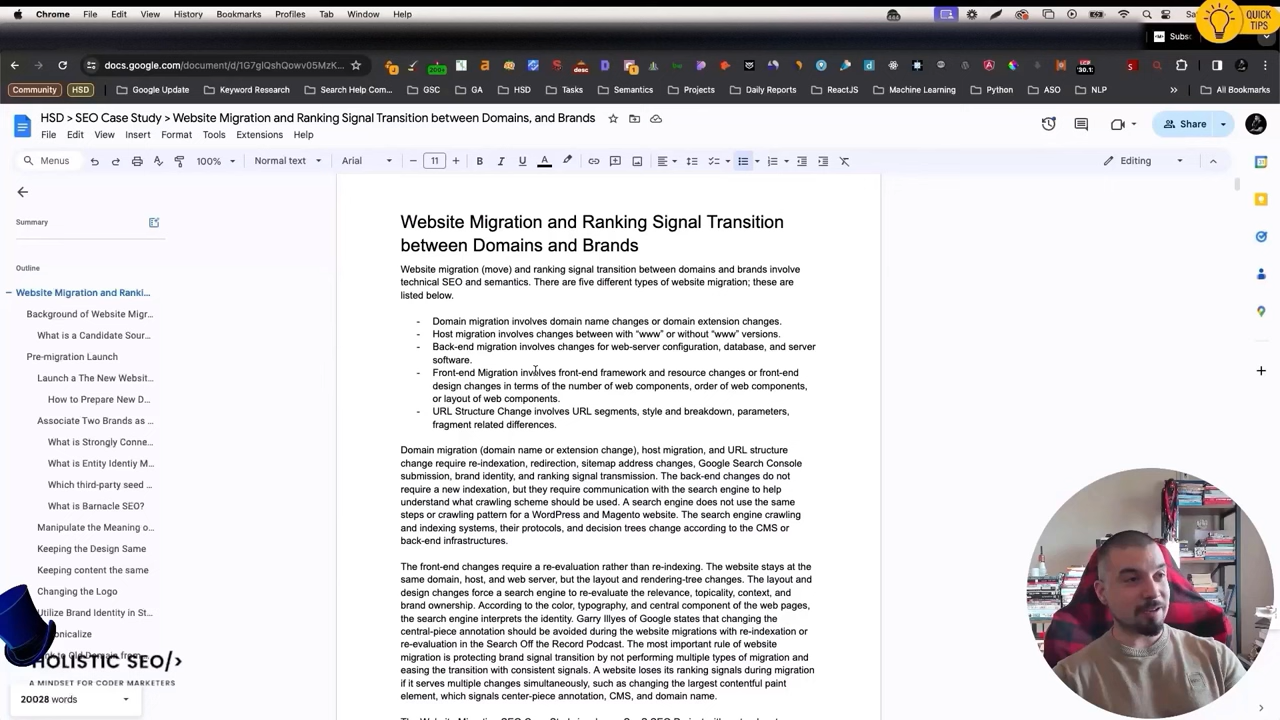 Chrome File Edit View History Bookmarks Profiles Tab Window Help
QUICK
TIPS
Subsc
docs.google.com/document/d/1G7glQshQowv05MzK...
Community HSD Google Update Keyword Research Search Help Com... GSC GA HSD Tasks Semantics Projects Daily Reports ReactJS Machine Learning Python ASO NLP » All Bookmarks
HSD > SEO Case Study > Website Migration and Ranking Signal Transition between Domains, and Brands
File Edit View Insert Format Tools Extensions Help
Share
Menus 100% Normal text Arial 11 Editing
Summary
Outline
Website Migration and Ranki...
Background of Website Migr...
What is a Candidate Sour...
Pre-migration Launch
Launch a The New Websit...
How to Prepare New D...
Associate Two Brands as ...
What is Strongly Conne...
What is Entity Identiy M...
Which third-party seed ...
What is Barnacle SEO?
Manipulate the Meaning o...
Keeping the Design Same
Keeping content the same
Changing the Logo
Utilize Brand Identity in St...
HOLISTIC SEO/>
A MINDSET FOR CODER MARKETERS
20028 words
Website Migration and Ranking Signal Transition
between Domains and Brands
Website migration (move) and ranking signal transition between domains and brands involve
technical SEO and semantics. There are five different types of website migration; these are
listed below.
- Domain migration involves domain name changes or domain extension changes.
- Host migration involves changes between with “www” or without “www” versions.
- Back-end migration involves changes for web-server configuration, database, and server
software.
- Front-end Migration involves front-end framework and resource changes or front-end
design changes in terms of the number of web components, order of web components,
or layout of web components.
- URL Structure Change involves URL segments, style and breakdown, parameters,
fragment related differences.
Domain migration (domain name or extension change), host migration, and URL structure
change require re-indexation, redirection, sitemap address changes, Google Search Console
submission, brand identity, and ranking signal transmission. The back-end changes do not
require a new indexation, but they require communication with the search engine to help
understand what crawling scheme should be used. A search engine does not use the same
steps or crawling pattern for a WordPress and Magento website. The search engine crawling
and indexing systems, their protocols, and decision trees change according to the CMS or
back-end infrastructures.
The front-end changes require a re-evaluation rather than re-indexing. The website stays at the
same domain, host, and web server, but the layout and rendering-tree changes. The layout and
design changes force a search engine to re-evaluate the relevance, topicality, context, and
brand ownership. According to the color, typography, and central component of the web pages,
the search engine interprets the identity. Garry Illyes of Google states that changing the
central-piece annotation should be avoided during the website migrations with re-indexation or
re-evaluation in the Search Off the Record Podcast. The most important rule of website
migration is protecting brand signal transition by not performing multiple types of migration and
easing the transition with consistent signals. A website loses its ranking signals during migration
if it serves multiple changes simultaneously, such as changing the largest contentful paint
element, which signals center-piece annotation, CMS, and domain name.